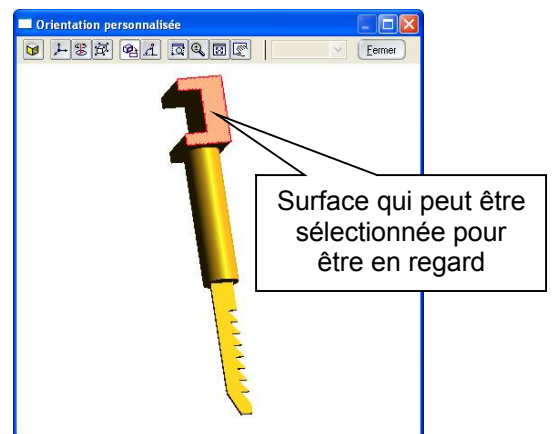 Orientation personnalisée
Fermer
Surface qui peut être
sélectionnée pour
être en regard